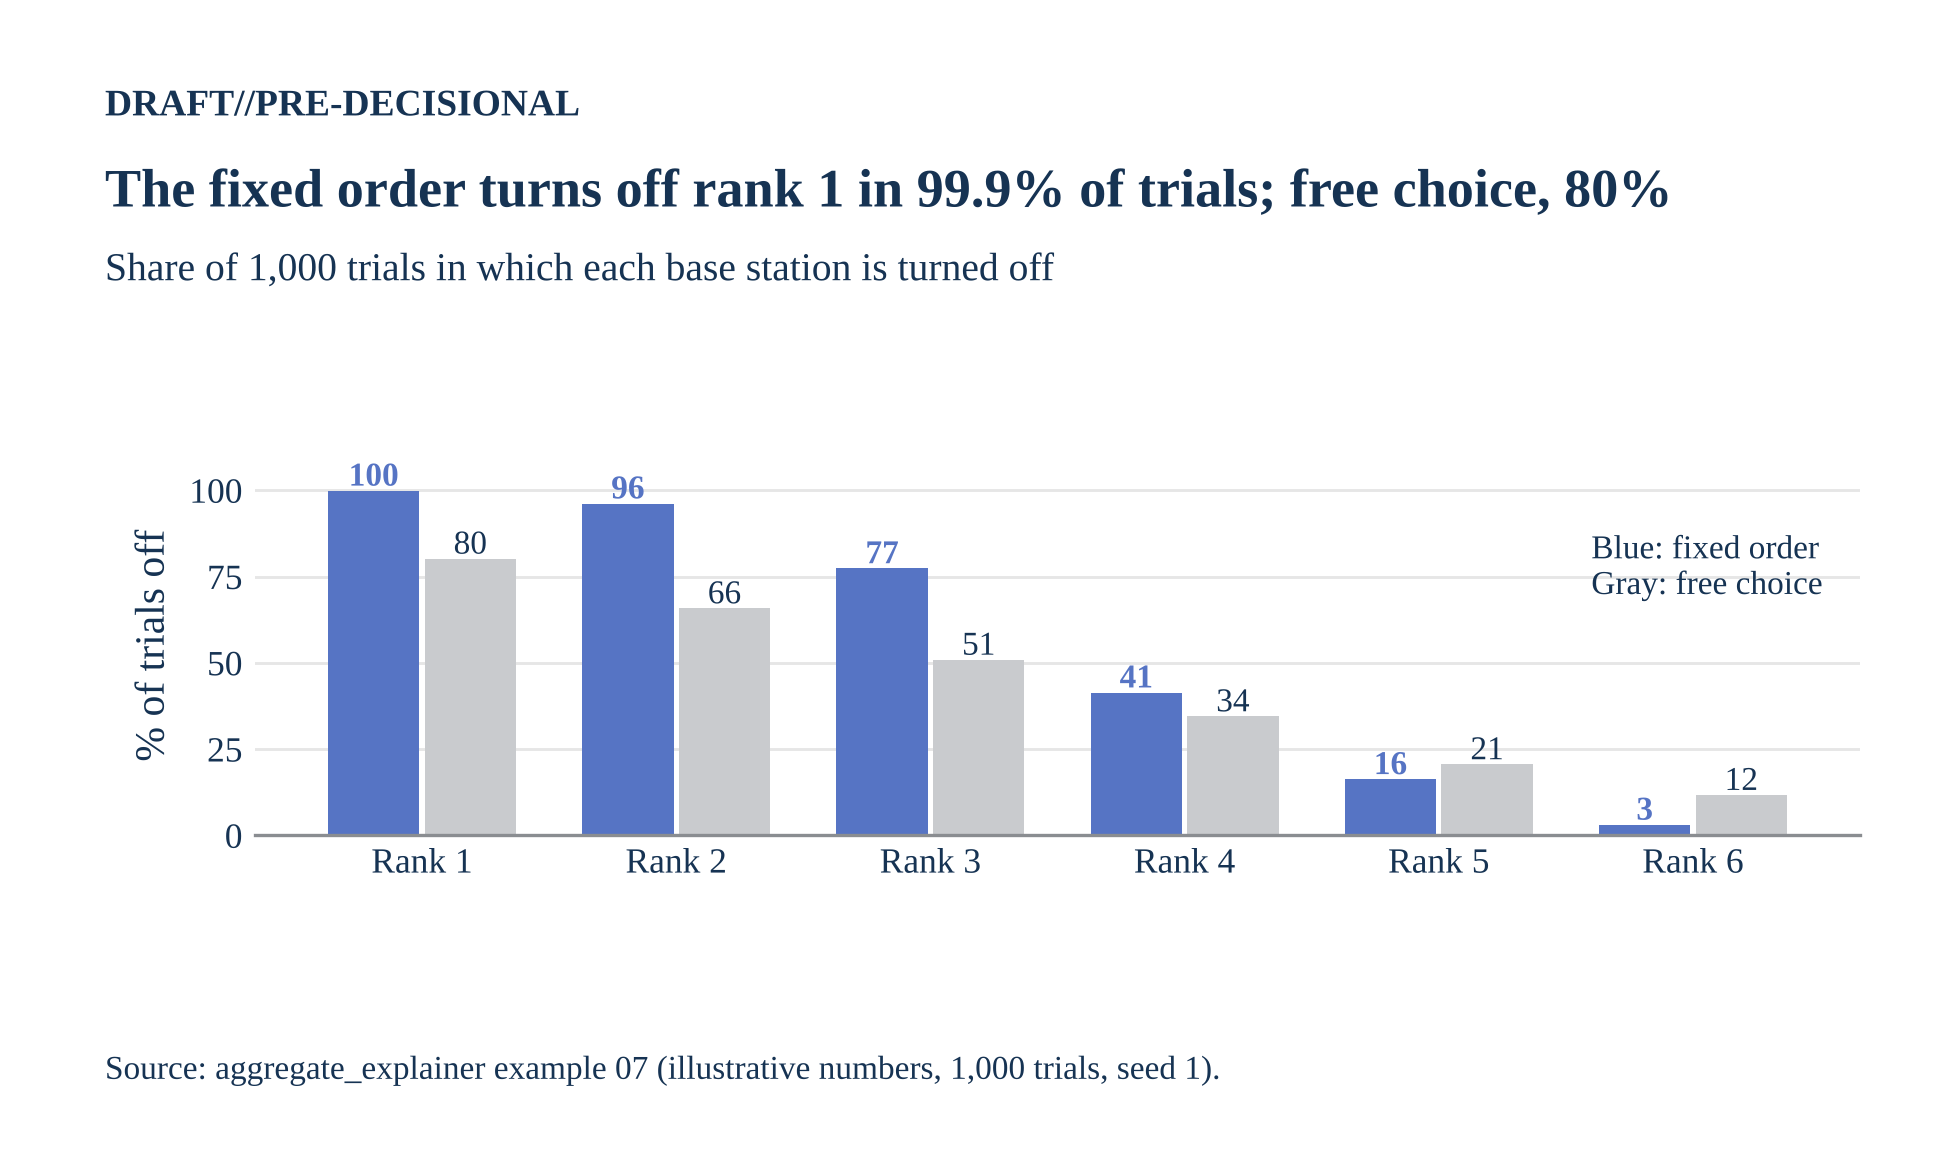 DRAFT//PRE-DECISIONAL
The fixed order turns off rank 1 in 99.9% of trials; free choice, 80%
Share of 1,000 trials in which each base station is turned off
% of trials off
100
75
50
25
0
100
80
96
66
77
51
41
34
16
21
3
12
Blue: fixed order
Gray: free choice
Rank 1
Rank 2
Rank 3
Rank 4
Rank 5
Rank 6
Source: aggregate_explainer example 07 (illustrative numbers, 1,000 trials, seed 1).